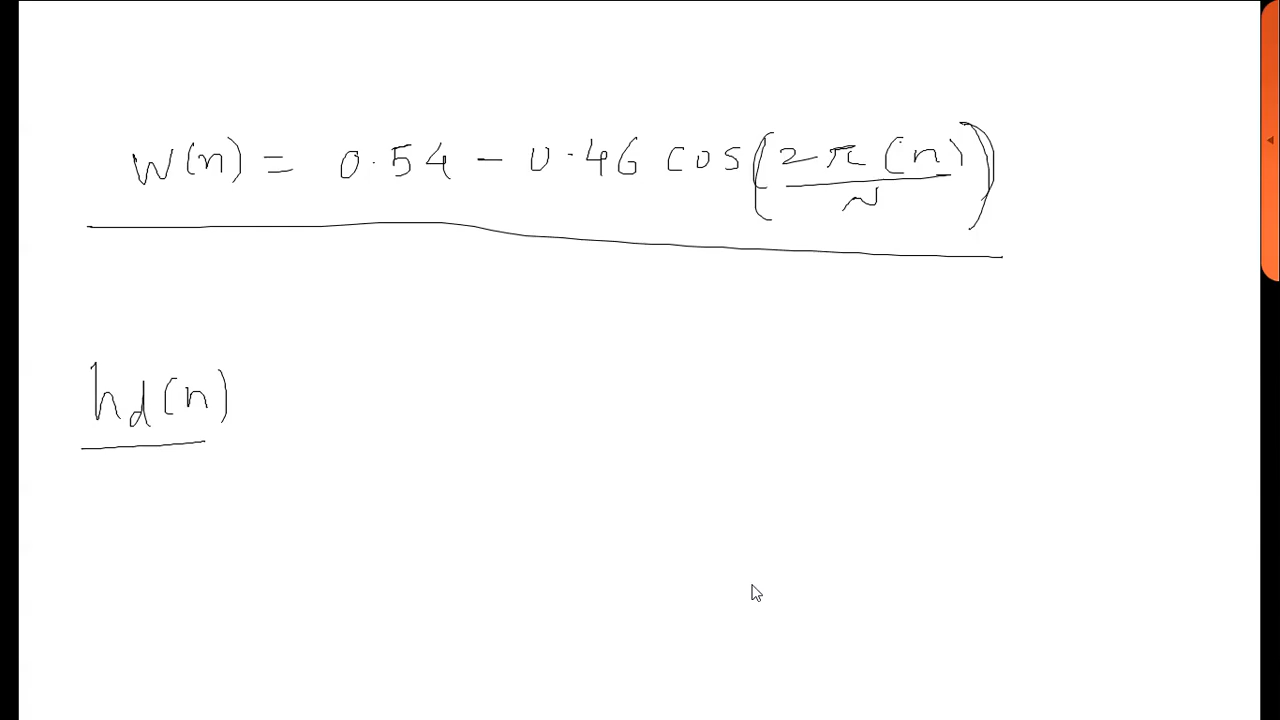 w(n) = 0.54 - 0.46 cos(2π(n)/N)
hd(n)